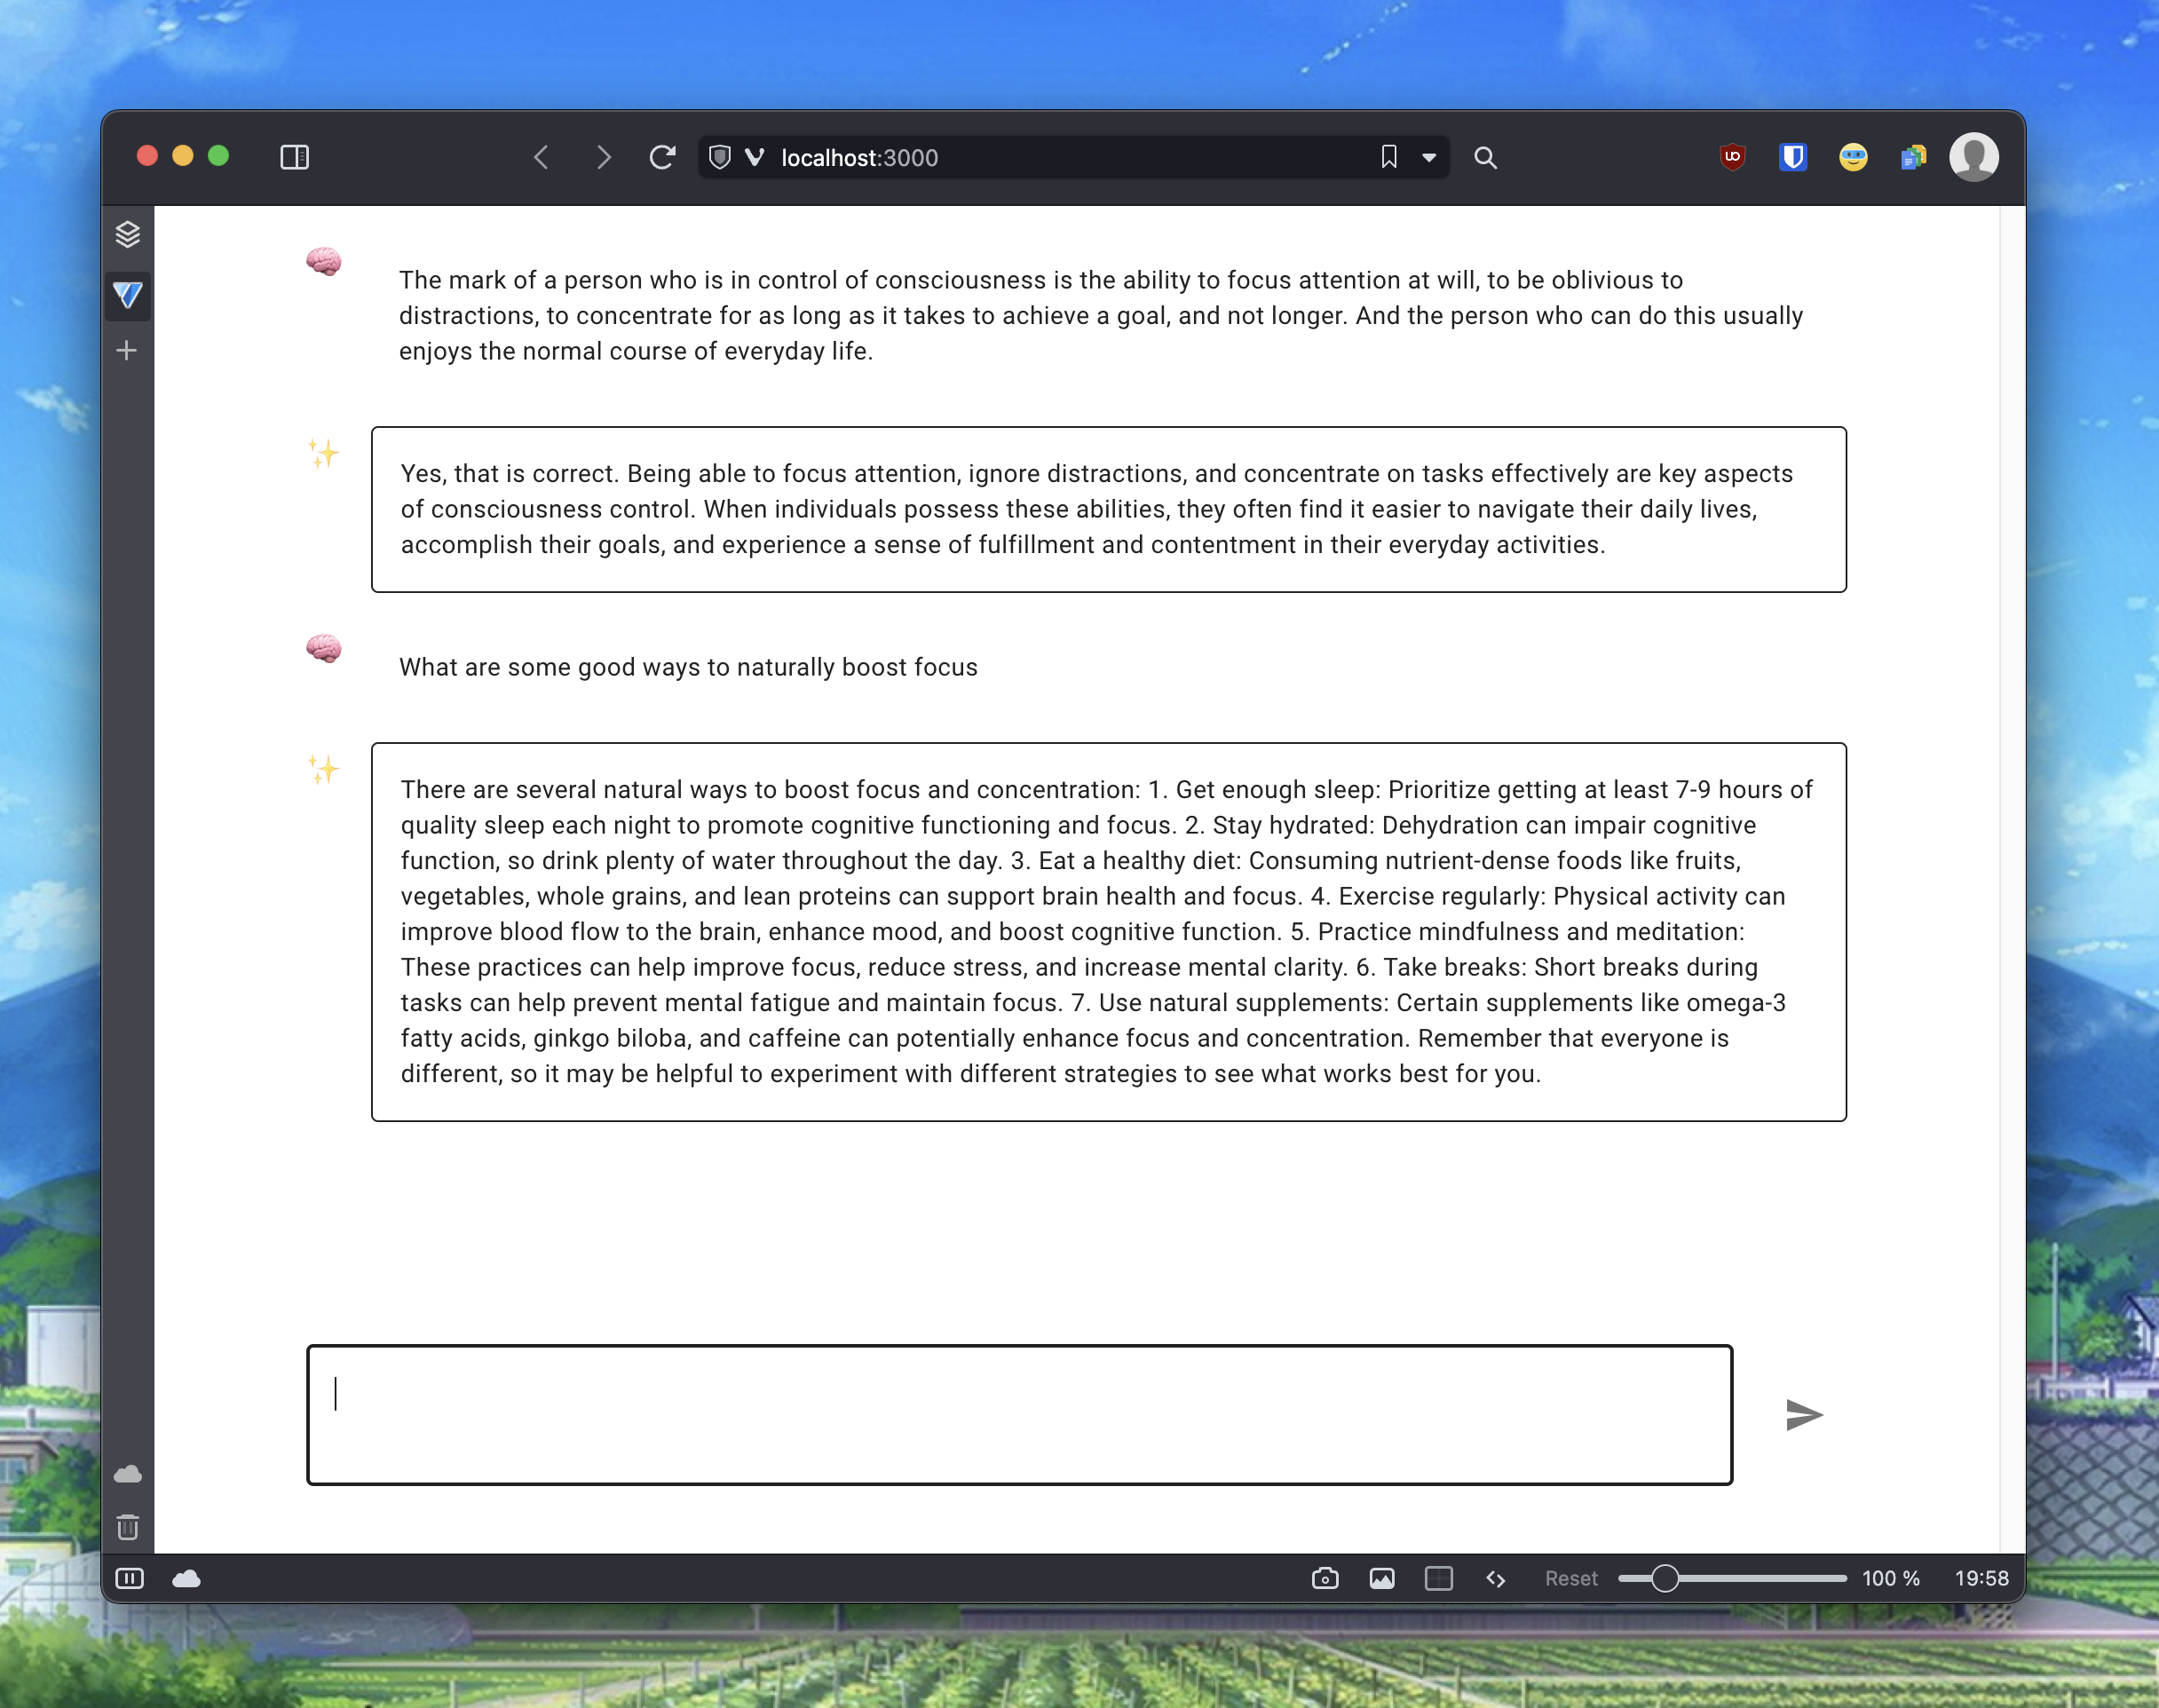 localhost:3000
The mark of a person who is in control of consciousness is the ability to focus attention at will, to be oblivious to
distractions, to concentrate for as long as it takes to achieve a goal, and not longer. And the person who can do this usually
enjoys the normal course of everyday life.
Yes, that is correct. Being able to focus attention, ignore distractions, and concentrate on tasks effectively are key aspects
of consciousness control. When individuals possess these abilities, they often find it easier to navigate their daily lives,
accomplish their goals, and experience a sense of fulfillment and contentment in their everyday activities.
What are some good ways to naturally boost focus
There are several natural ways to boost focus and concentration: 1. Get enough sleep: Prioritize getting at least 7-9 hours of
quality sleep each night to promote cognitive functioning and focus. 2. Stay hydrated: Dehydration can impair cognitive
function, so drink plenty of water throughout the day. 3. Eat a healthy diet: Consuming nutrient-dense foods like fruits,
vegetables, whole grains, and lean proteins can support brain health and focus. 4. Exercise regularly: Physical activity can
improve blood flow to the brain, enhance mood, and boost cognitive function. 5. Practice mindfulness and meditation:
These practices can help improve focus, reduce stress, and increase mental clarity. 6. Take breaks: Short breaks during
tasks can help prevent mental fatigue and maintain focus. 7. Use natural supplements: Certain supplements like omega-3
fatty acids, ginkgo biloba, and caffeine can potentially enhance focus and concentration. Remember that everyone is
different, so it may be helpful to experiment with different strategies to see what works best for you.
Reset 100 % 19:58